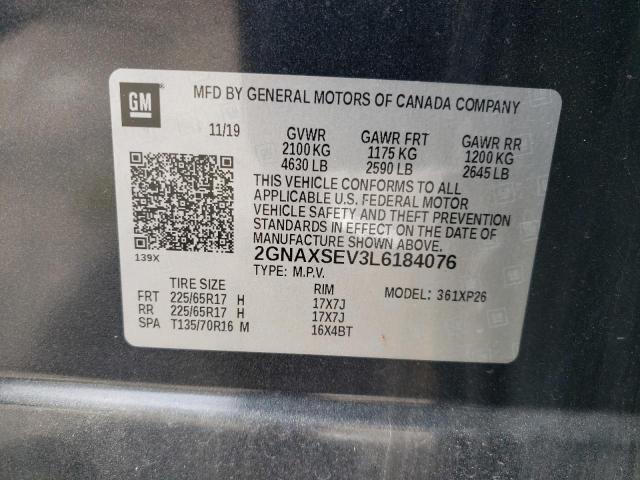 GM
MFD BY GENERAL MOTORS OF CANADA COMPANY
11/19 GVWR GAWR FRT GAWR RR
2100 KG 1175 KG 1200 KG
4630 LB 2590 LB 2645 LB
THIS VEHICLE CONFORMS TO ALL
APPLICABLE U.S. FEDERAL MOTOR
VEHICLE SAFETY AND THEFT PREVENTION
STANDARDS IN EFFECT ON THE DATE OF
MANUFACTURE SHOWN ABOVE.
139X 2GNAXSEV3L6184076
TYPE: M.P.V.
TIRE SIZE RIM MODEL: 361XP26
FRT 225/65R17 H 17X7J
RR 225/65R17 H 17X7J
SPA T135/70R16 M 16X4BT